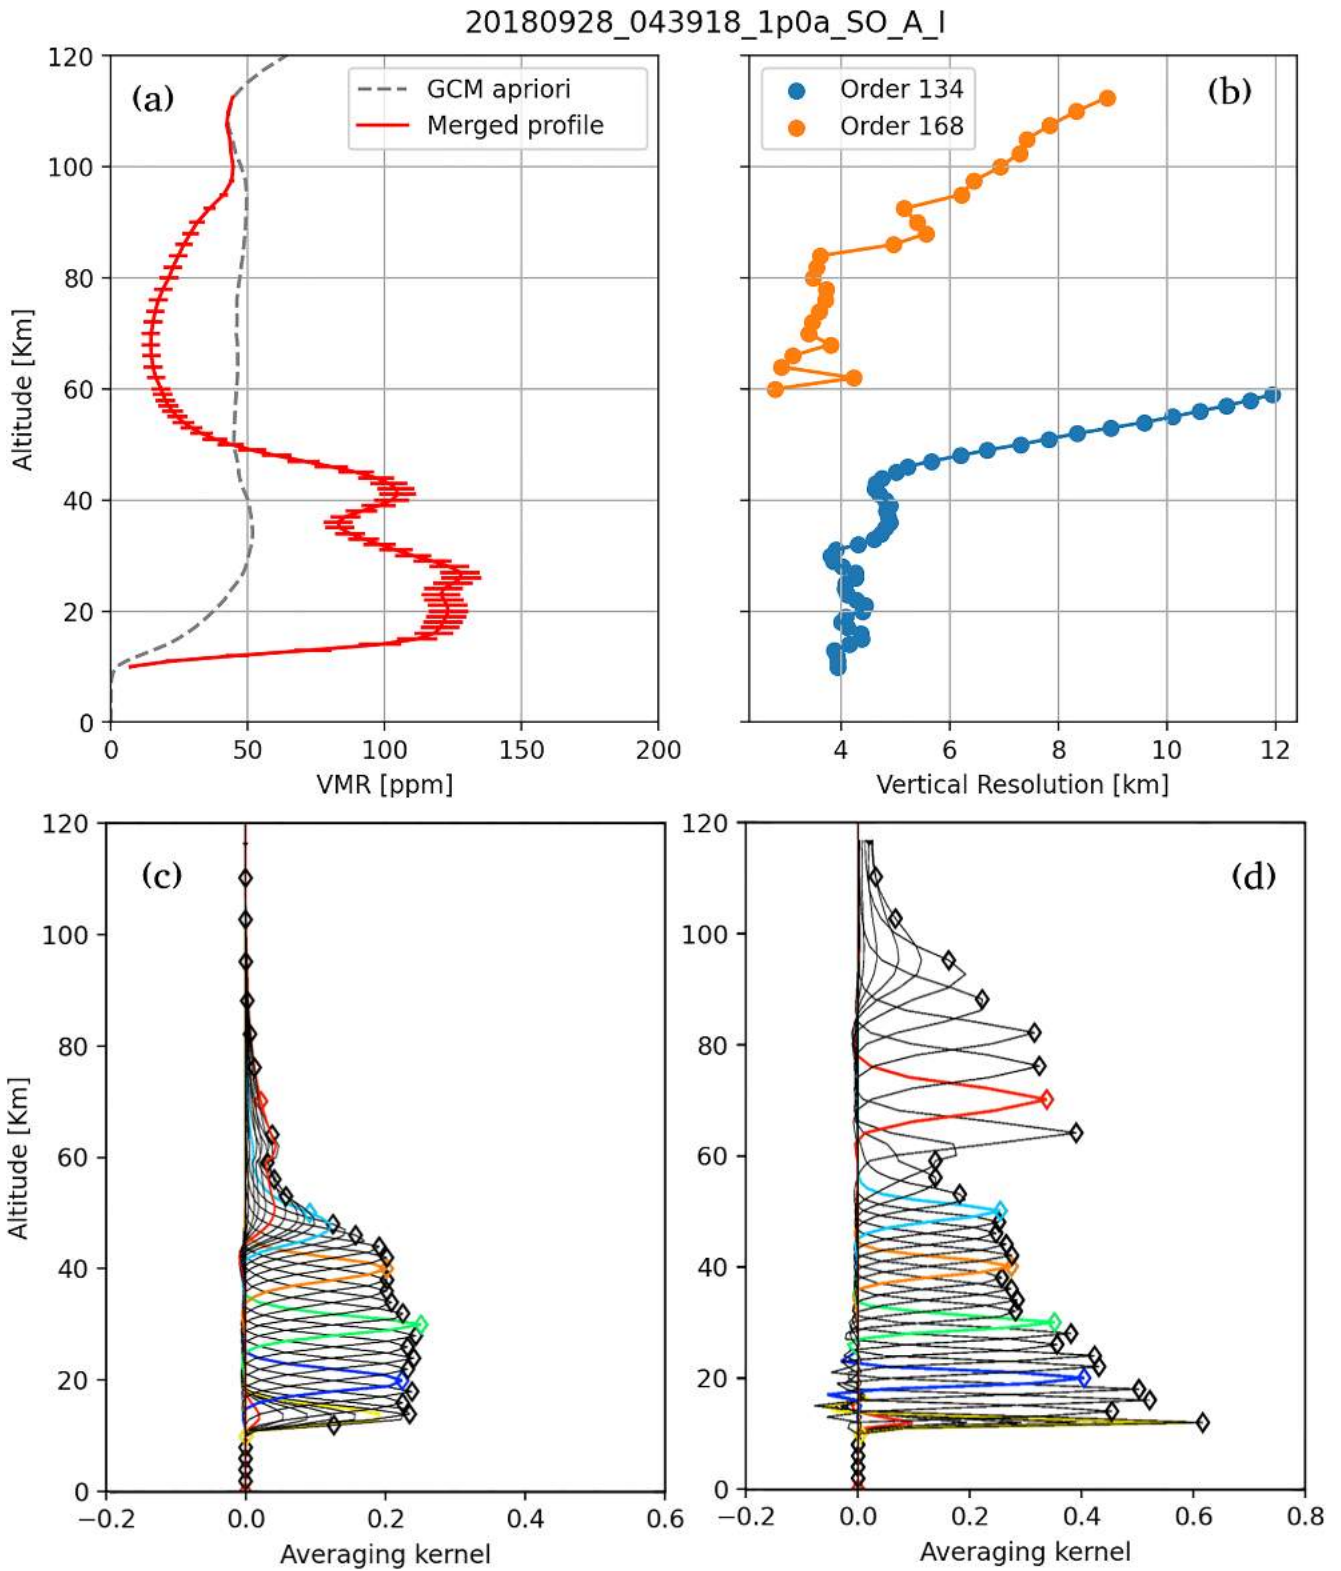 20180928_043918_1p0a_SO_A_I
(a)
GCM apriori
Merged profile
120
100
80
60
40
20
0
Altitude [Km]
0 50 100 150 200
VMR [ppm]
Order 134
Order 168
(b)
4 6 8 10 12
Vertical Resolution [km]
(c)
120
100
80
60
40
20
0
Altitude [Km]
−0.2 0.0 0.2 0.4 0.6
Averaging kernel
(d)
120
100
80
60
40
20
0
−0.2 0.0 0.2 0.4 0.6 0.8
Averaging kernel